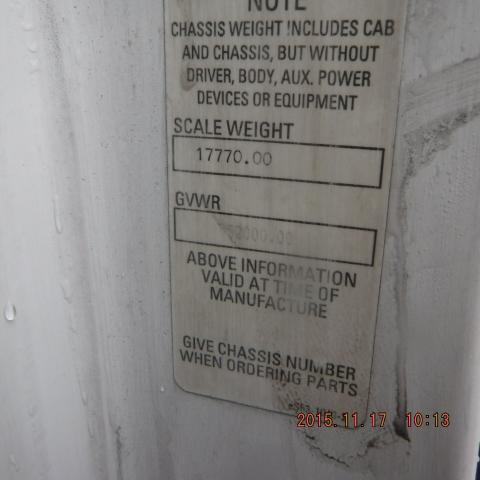 NOTE
CHASSIS WEIGHT INCLUDES CAB
AND CHASSIS, BUT WITHOUT
DRIVER, BODY, AUX. POWER
DEVICES OR EQUIPMENT
SCALE WEIGHT
17770.00
GVWR
52000.00
ABOVE INFORMATION
VALID AT TIME OF
MANUFACTURE
GIVE CHASSIS NUMBER
WHEN ORDERING PARTS
2015.11.17 10:13